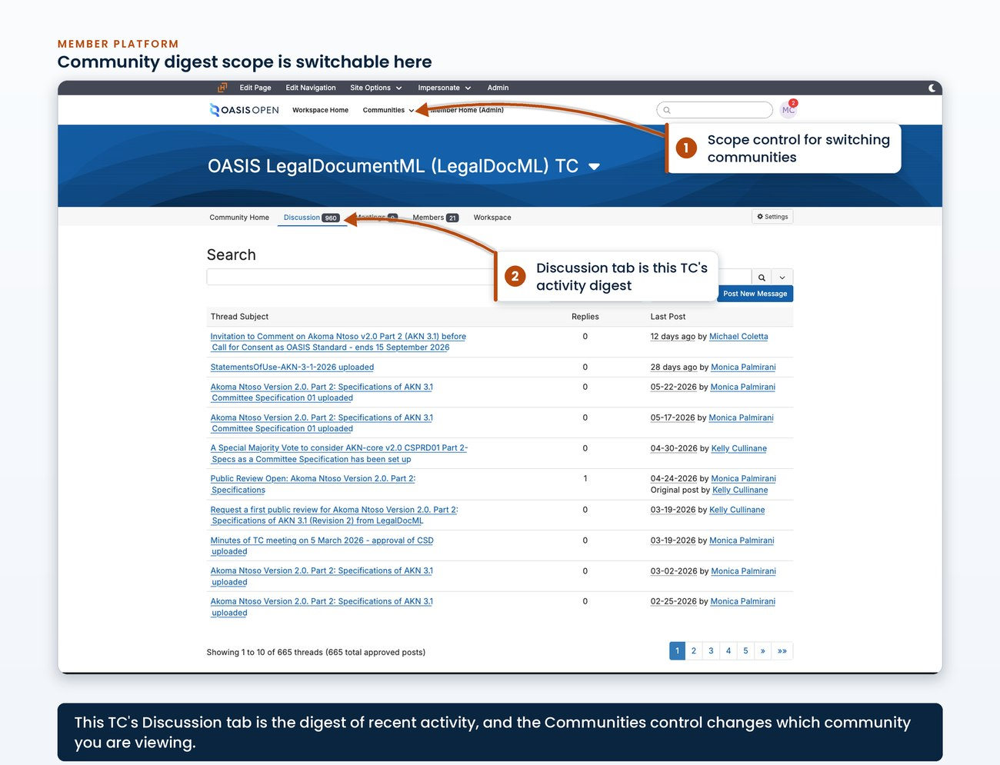 MEMBER PLATFORM
Community digest scope is switchable here
Edit Page Edit Navigation Site Options Impersonate Admin
OASIS OPEN Workspace Home Communities Member Home (Admin)
MC 2
1 Scope control for switching
communities
OASIS LegalDocumentML (LegalDocML) TC
Community Home Discussion 960 Meetings 0 Members 21 Workspace Settings
Search
2 Discussion tab is this TC's
activity digest
Post New Message
Thread Subject Replies Last Post
Invitation to Comment on Akoma Ntoso v2.0 Part 2 (AKN 3.1) before 0 12 days ago by Michael Coletta
Call for Consent as OASIS Standard - ends 15 September 2026
StatementsOfUse-AKN-3-1-2026 uploaded 0 28 days ago by Monica Palmirani
Akoma Ntoso Version 2.0. Part 2: Specifications of AKN 3.1 0 05-22-2026 by Monica Palmirani
Committee Specification 01 uploaded
Akoma Ntoso Version 2.0. Part 2: Specifications of AKN 3.1 0 05-17-2026 by Monica Palmirani
Committee Specification 01 uploaded
A Special Majority Vote to consider AKN-core v2.0 CSPRD01 Part 2- 0 04-30-2026 by Kelly Cullinane
Specs as a Committee Specification has been set up
Public Review Open: Akoma Ntoso Version 2.0. Part 2: 1 04-24-2026 by Monica Palmirani
Specifications Original post by Kelly Cullinane
Request a first public review for Akoma Ntoso Version 2.0. Part 2: 0 03-19-2026 by Kelly Cullinane
Specifications of AKN 3.1 (Revision 2) from LegalDocML
Minutes of TC meeting on 5 March 2026 - approval of CSD 0 03-19-2026 by Monica Palmirani
uploaded
Akoma Ntoso Version 2.0. Part 2: Specifications of AKN 3.1 0 03-02-2026 by Monica Palmirani
uploaded
Akoma Ntoso Version 2.0. Part 2: Specifications of AKN 3.1 0 02-25-2026 by Monica Palmirani
uploaded
Showing 1 to 10 of 665 threads (665 total approved posts) 1 2 3 4 5 » »»
This TC's Discussion tab is the digest of recent activity, and the Communities control changes which community
you are viewing.